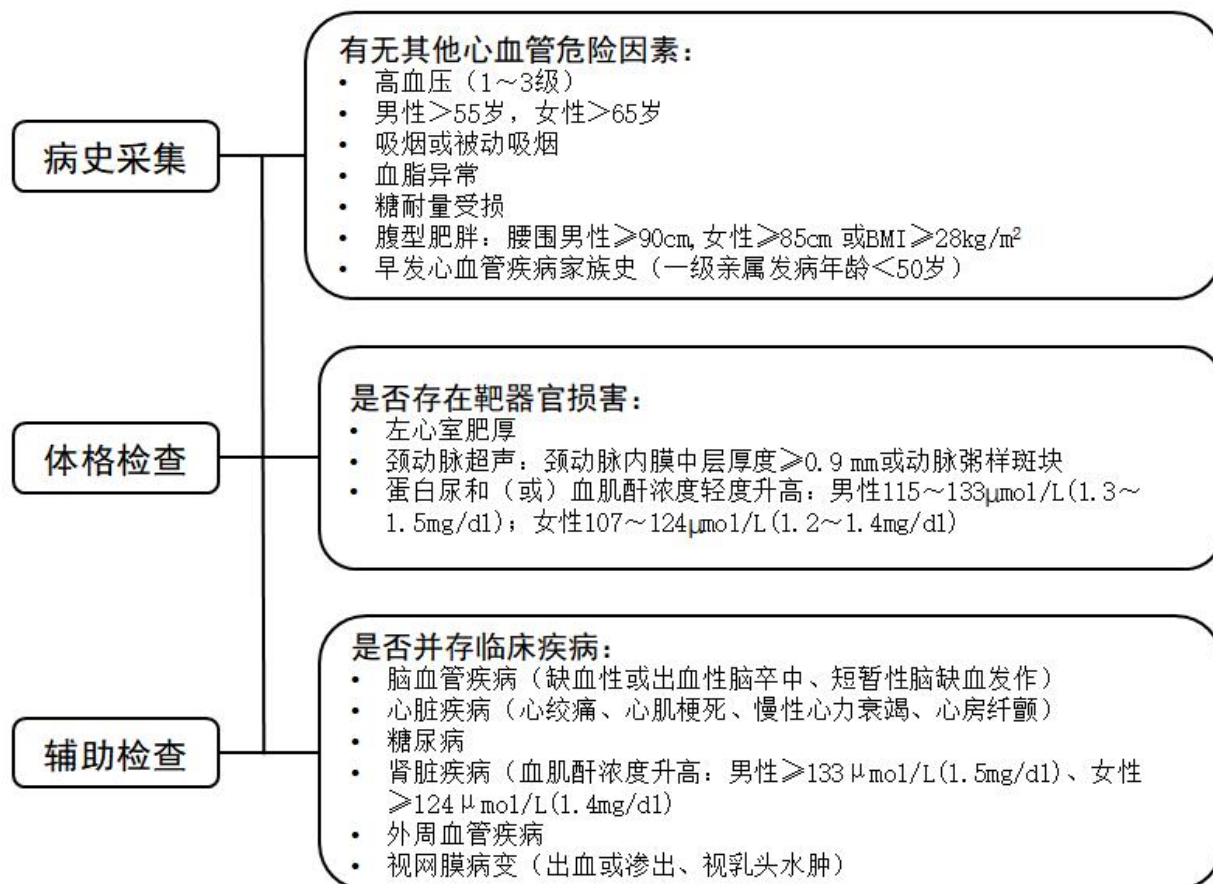 病史采集
有无其他心血管危险因素：
• 高血压（1～3级）
• 男性＞55岁，女性＞65岁
• 吸烟或被动吸烟
• 血脂异常
• 糖耐量受损
• 腹型肥胖：腰围男性≥90cm,女性≥85cm 或BMI≥28kg/m²
• 早发心血管疾病家族史（一级亲属发病年龄＜50岁）
体格检查
是否存在靶器官损害：
• 左心室肥厚
• 颈动脉超声：颈动脉内膜中层厚度≥0.9 mm或动脉粥样斑块
• 蛋白尿和（或）血肌酐浓度轻度升高：男性115～133μmol/L(1.3～
1.5mg/dl)；女性107～124μmol/L(1.2～1.4mg/dl)
辅助检查
是否并存临床疾病：
• 脑血管疾病（缺血性或出血性脑卒中、短暂性脑缺血发作）
• 心脏疾病（心绞痛、心肌梗死、慢性心力衰竭、心房纤颤）
• 糖尿病
• 肾脏疾病（血肌酐浓度升高：男性≥133μmol/L(1.5mg/dl)、女性
≥124μmol/L(1.4mg/dl)
• 外周血管疾病
• 视网膜病变（出血或渗出、视乳头水肿）